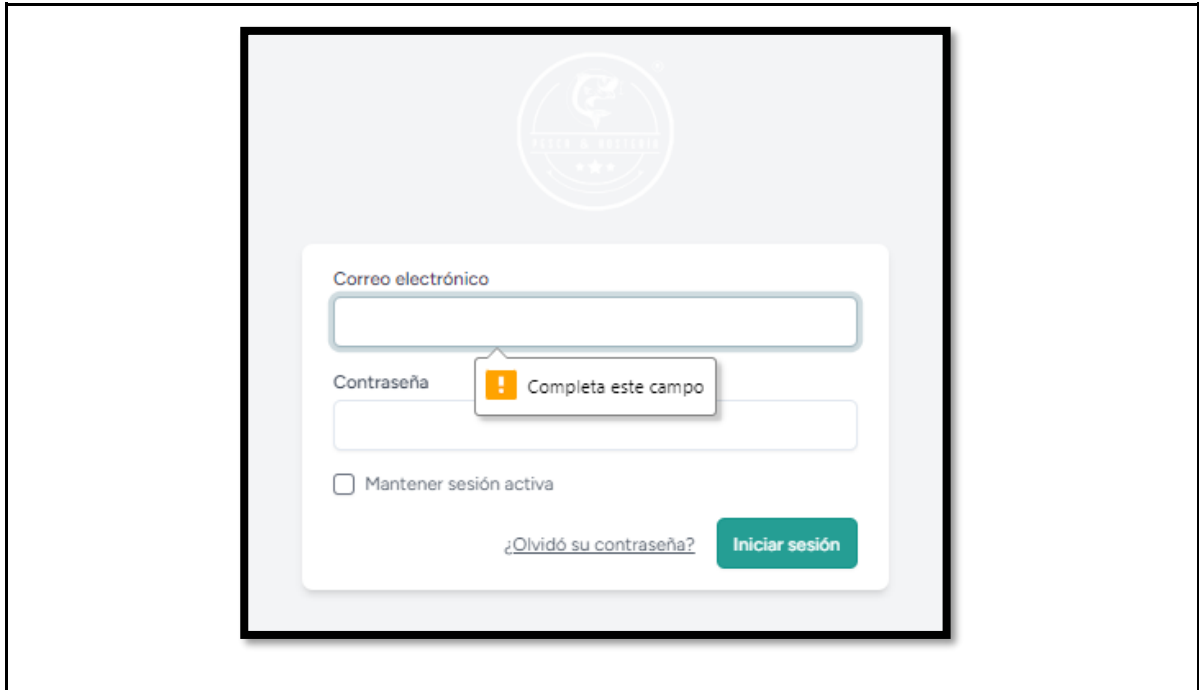 Correo electrónico
Completa este campo
Contraseña
Mantener sesión activa
¿Olvidó su contraseña?
Iniciar sesión